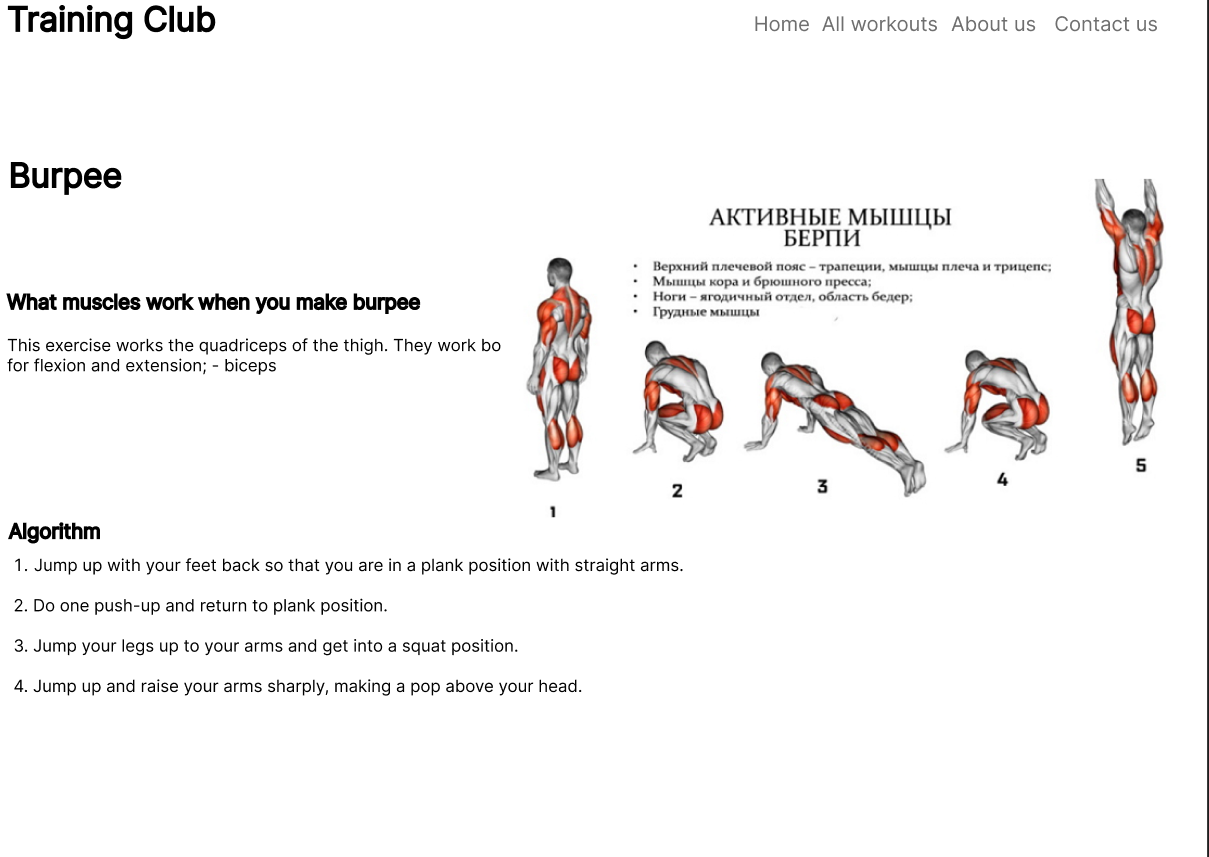 Training Club
Home All workouts About us Contact us
Burpee
АКТИВНЫЕ МЫШЦЫ
БЕРПИ
• Верхний плечевой пояс – трапеции, мышцы плеча и трицепс;
• Мышцы кора и брюшного пресса;
• Ноги – ягодичный отдел, область бедер;
• Грудные мышцы
What muscles work when you make burpee
This exercise works the quadriceps of the thigh. They work bo
for flexion and extension; - biceps
1
2
3
4
5
Algorithm
1. Jump up with your feet back so that you are in a plank position with straight arms.
2. Do one push-up and return to plank position.
3. Jump your legs up to your arms and get into a squat position.
4. Jump up and raise your arms sharply, making a pop above your head.